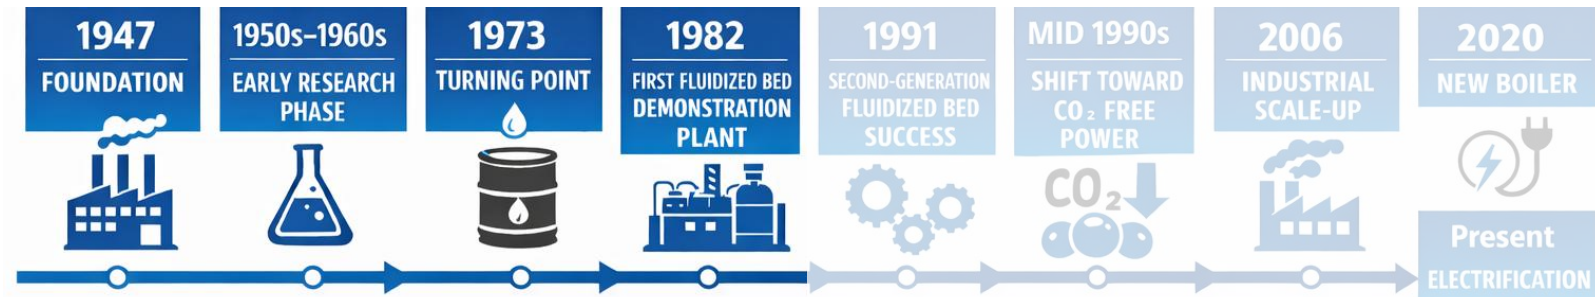 1947
FOUNDATION
1950s–1960s
EARLY RESEARCH
PHASE
1973
TURNING POINT
1982
FIRST FLUIDIZED BED
DEMONSTRATION
PLANT
1991
SECOND-GENERATION
FLUIDIZED BED
SUCCESS
MID 1990s
SHIFT TOWARD
CO₂ FREE
POWER
CO₂
2006
INDUSTRIAL
SCALE-UP
2020
NEW BOILER
Present
ELECTRIFICATION